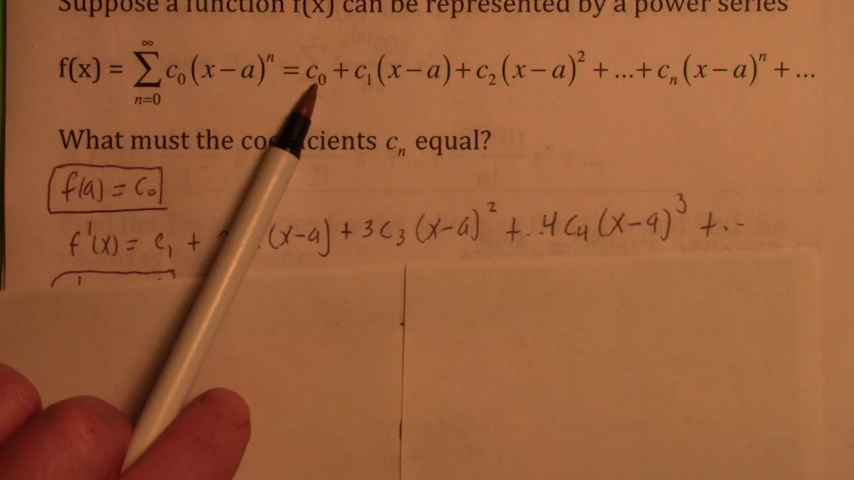 Suppose a function f(x) can be represented by a power series
f(x) = ∑_{n=0}^{∞} c₀(x−a)ⁿ = c₀ + c₁(x−a) + c₂(x−a)² + ... + cₙ(x−a)ⁿ + ...
What must the cients cₙ equal?
f(a) = C₀
f'(x) = c₁ + (x-a) + 3C₃(x-a)² + 4C₄(x-a)³ + ..